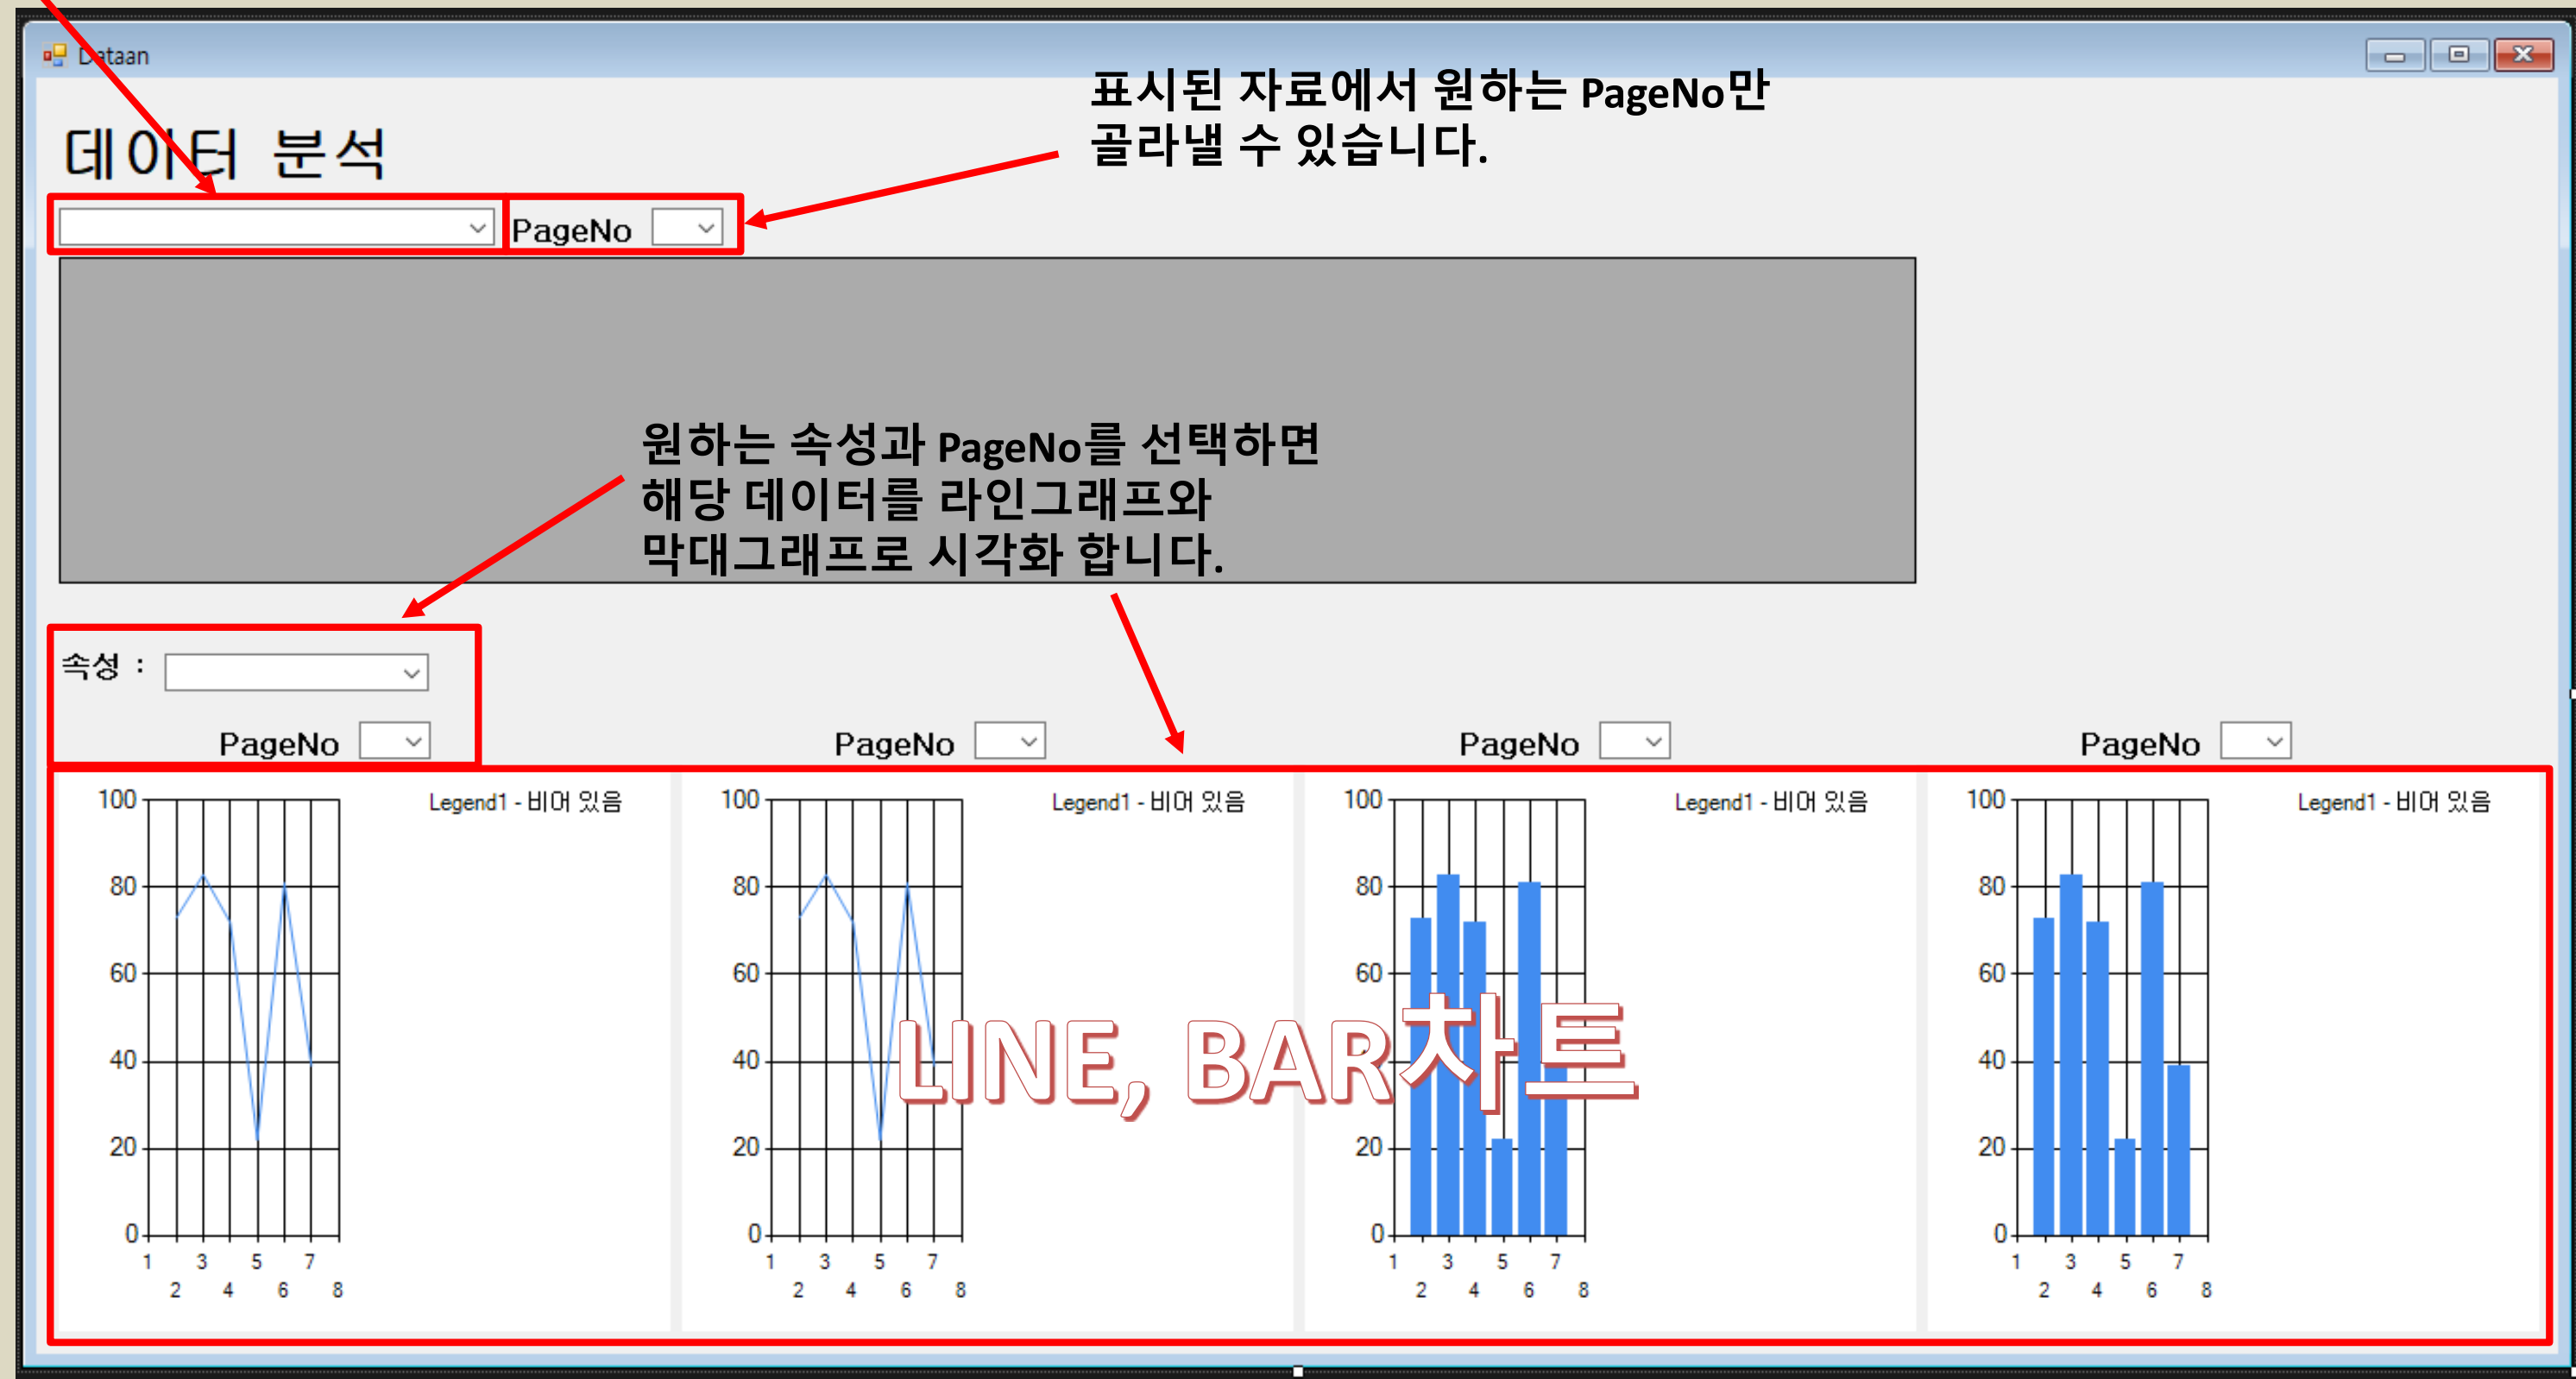 Dataan
표시된 자료에서 원하는 PageNo만
골라낼 수 있습니다.
데이터 분석
PageNo
원하는 속성과 PageNo를 선택하면
해당 데이터를 라인그래프와
막대그래프로 시각화 합니다.
속성 :
PageNo PageNo PageNo PageNo
Legend1 - 비어 있음 Legend1 - 비어 있음 Legend1 - 비어 있음 Legend1 - 비어 있음
100 100 100 100
80 80 80 80
60 60 60 60
LINE, BAR차트
40 40 40
20 20 20 20
0 0 0 0
1 3 5 7 1 3 5 7 1 3 5 7 1 3 5 7
2 4 6 8 2 4 6 8 2 4 6 8 2 4 6 8